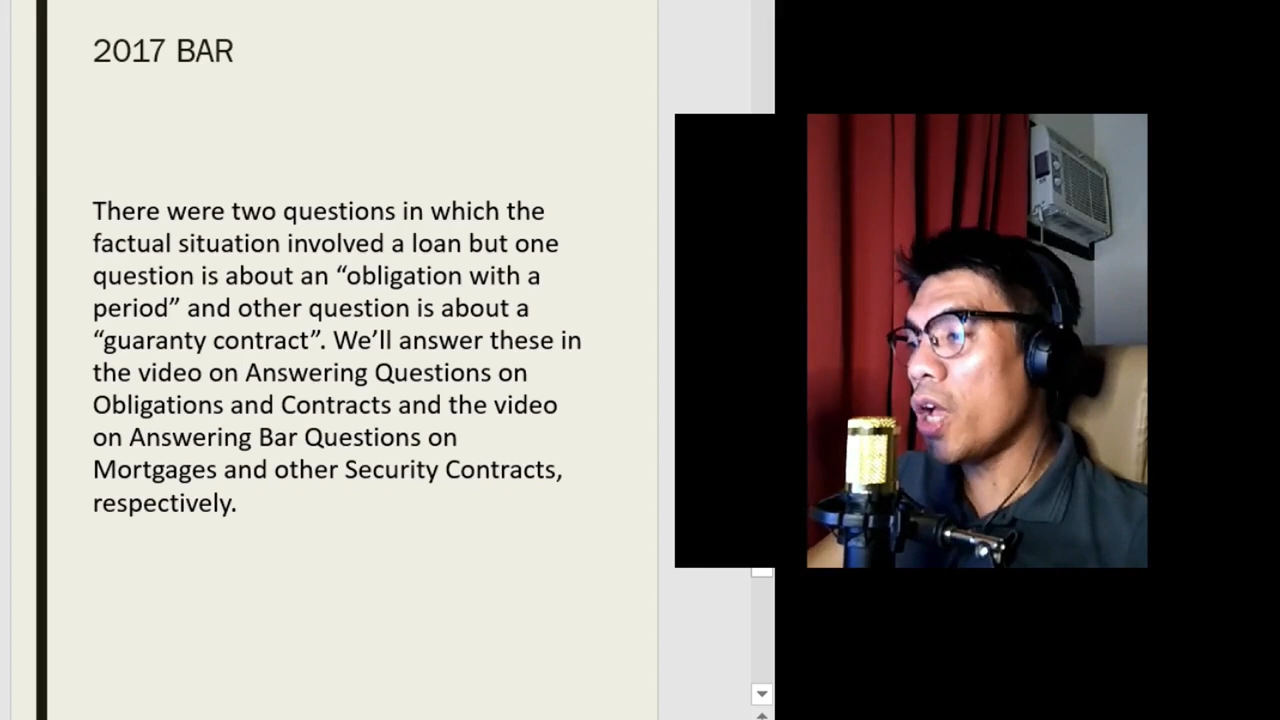 2017 BAR
There were two questions in which the
factual situation involved a loan but one
question is about an “obligation with a
period” and other question is about a
“guaranty contract”. We’ll answer these in
the video on Answering Questions on
Obligations and Contracts and the video
on Answering Bar Questions on
Mortgages and other Security Contracts,
respectively.